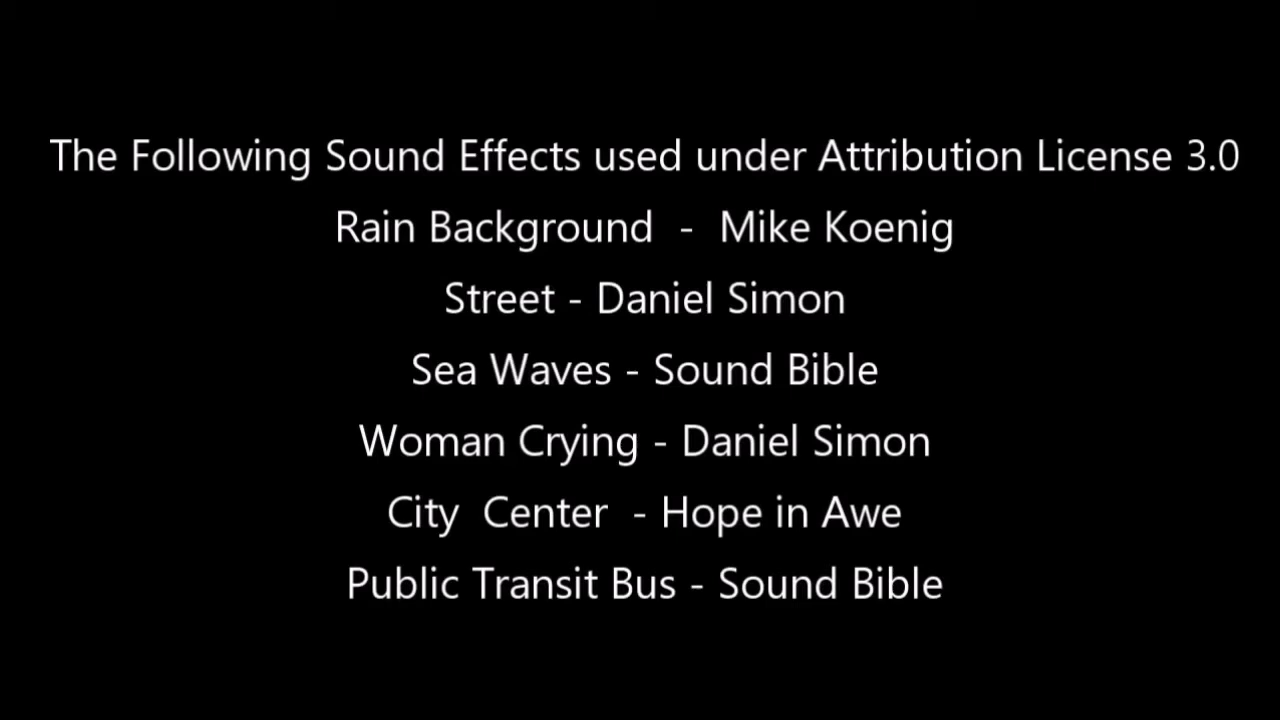 The Following Sound Effects used under Attribution License 3.0
Rain Background  -  Mike Koenig
Street - Daniel Simon
Sea Waves - Sound Bible
Woman Crying - Daniel Simon
City  Center  - Hope in Awe
Public Transit Bus - Sound Bible